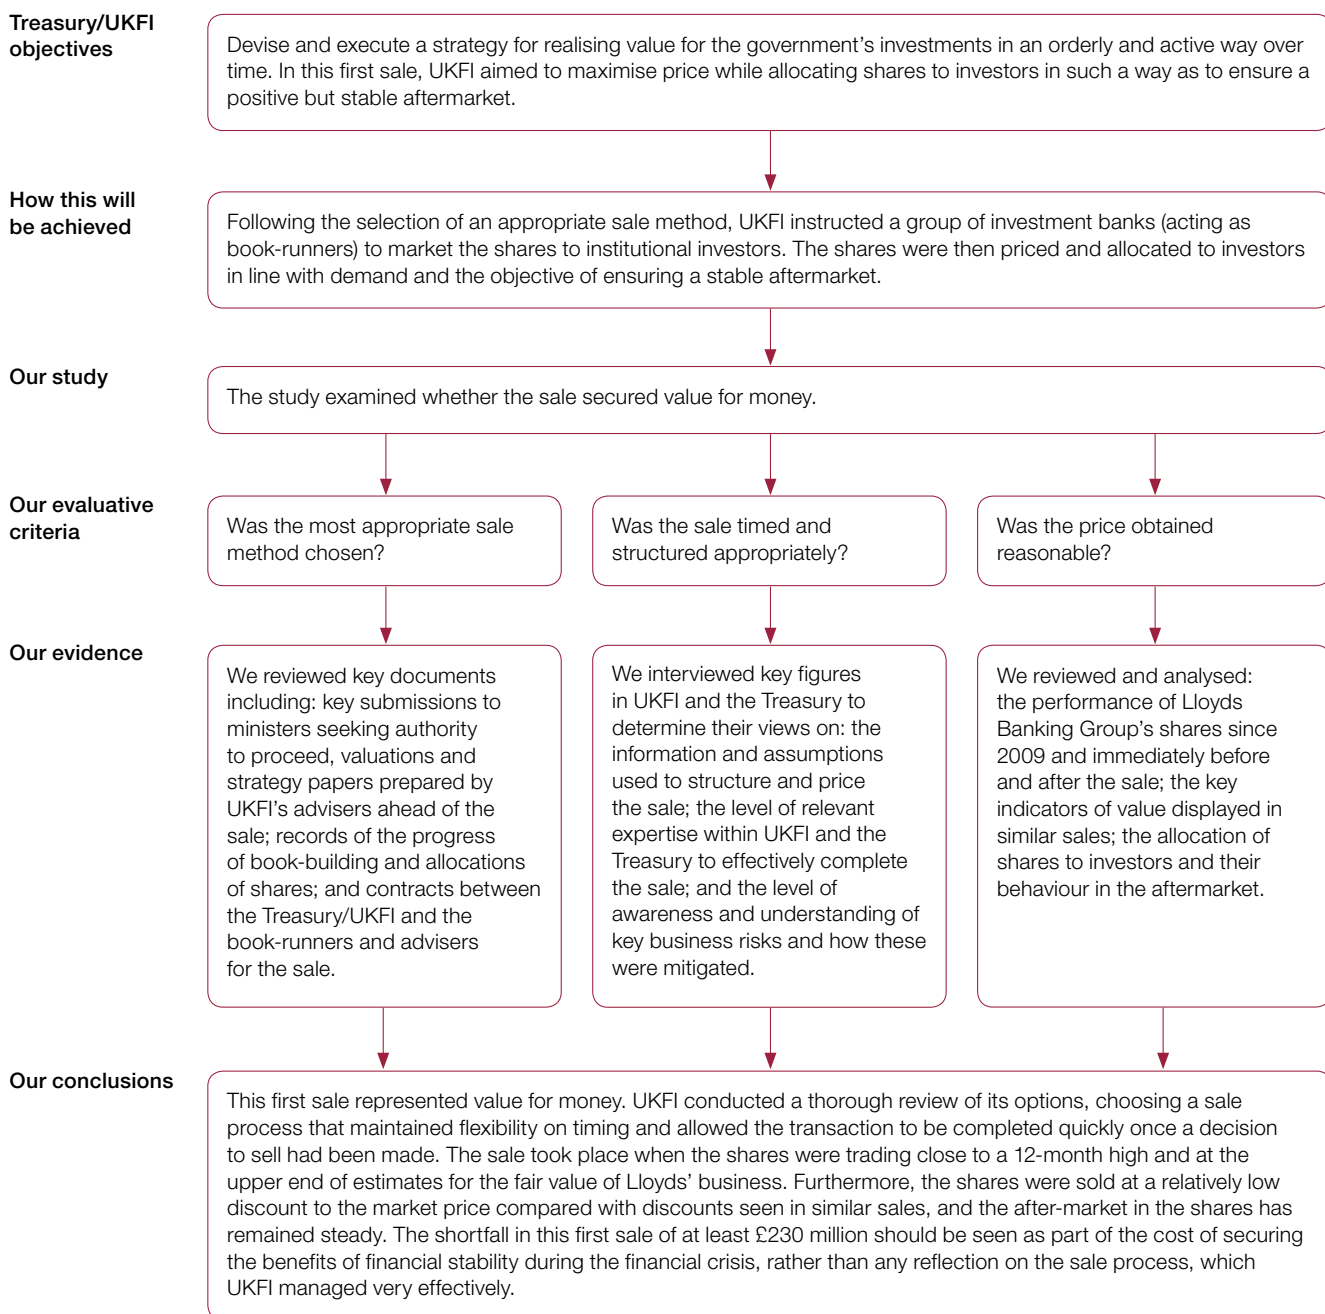 Treasury/UKFI
objectives
Devise and execute a strategy for realising value for the government's investments in an orderly and active way over
time. In this first sale, UKFI aimed to maximise price while allocating shares to investors in such a way as to ensure a
positive but stable aftermarket.
How this will
be achieved
Following the selection of an appropriate sale method, UKFI instructed a group of investment banks (acting as
book-runners) to market the shares to institutional investors. The shares were then priced and allocated to investors
in line with demand and the objective of ensuring a stable aftermarket.
Our study
The study examined whether the sale secured value for money.
Our evaluative
criteria
Was the most appropriate sale
method chosen?
Was the sale timed and
structured appropriately?
Was the price obtained
reasonable?
Our evidence
We reviewed key documents
including: key submissions to
ministers seeking authority
to proceed, valuations and
strategy papers prepared by
UKFI's advisers ahead of the
sale; records of the progress
of book-building and allocations
of shares; and contracts between
the Treasury/UKFI and the
book-runners and advisers
for the sale.
We interviewed key figures
in UKFI and the Treasury to
determine their views on: the
information and assumptions
used to structure and price
the sale; the level of relevant
expertise within UKFI and the
Treasury to effectively complete
the sale; and the level of
awareness and understanding of
key business risks and how these
were mitigated.
We reviewed and analysed:
the performance of Lloyds
Banking Group's shares since
2009 and immediately before
and after the sale; the key
indicators of value displayed in
similar sales; the allocation of
shares to investors and their
behaviour in the aftermarket.
Our conclusions
This first sale represented value for money. UKFI conducted a thorough review of its options, choosing a sale
process that maintained flexibility on timing and allowed the transaction to be completed quickly once a decision
to sell had been made. The sale took place when the shares were trading close to a 12-month high and at the
upper end of estimates for the fair value of Lloyds' business. Furthermore, the shares were sold at a relatively low
discount to the market price compared with discounts seen in similar sales, and the after-market in the shares has
remained steady. The shortfall in this first sale of at least £230 million should be seen as part of the cost of securing
the benefits of financial stability during the financial crisis, rather than any reflection on the sale process, which
UKFI managed very effectively.